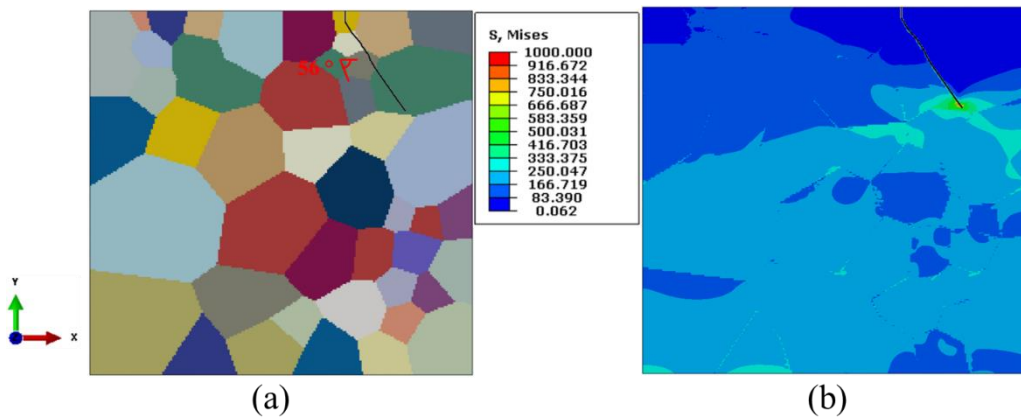 56°
Y
X
S, Mises
1000.000
916.672
833.344
750.016
666.687
583.359
500.031
416.703
333.375
250.047
166.719
83.390
0.062
(a)
(b)